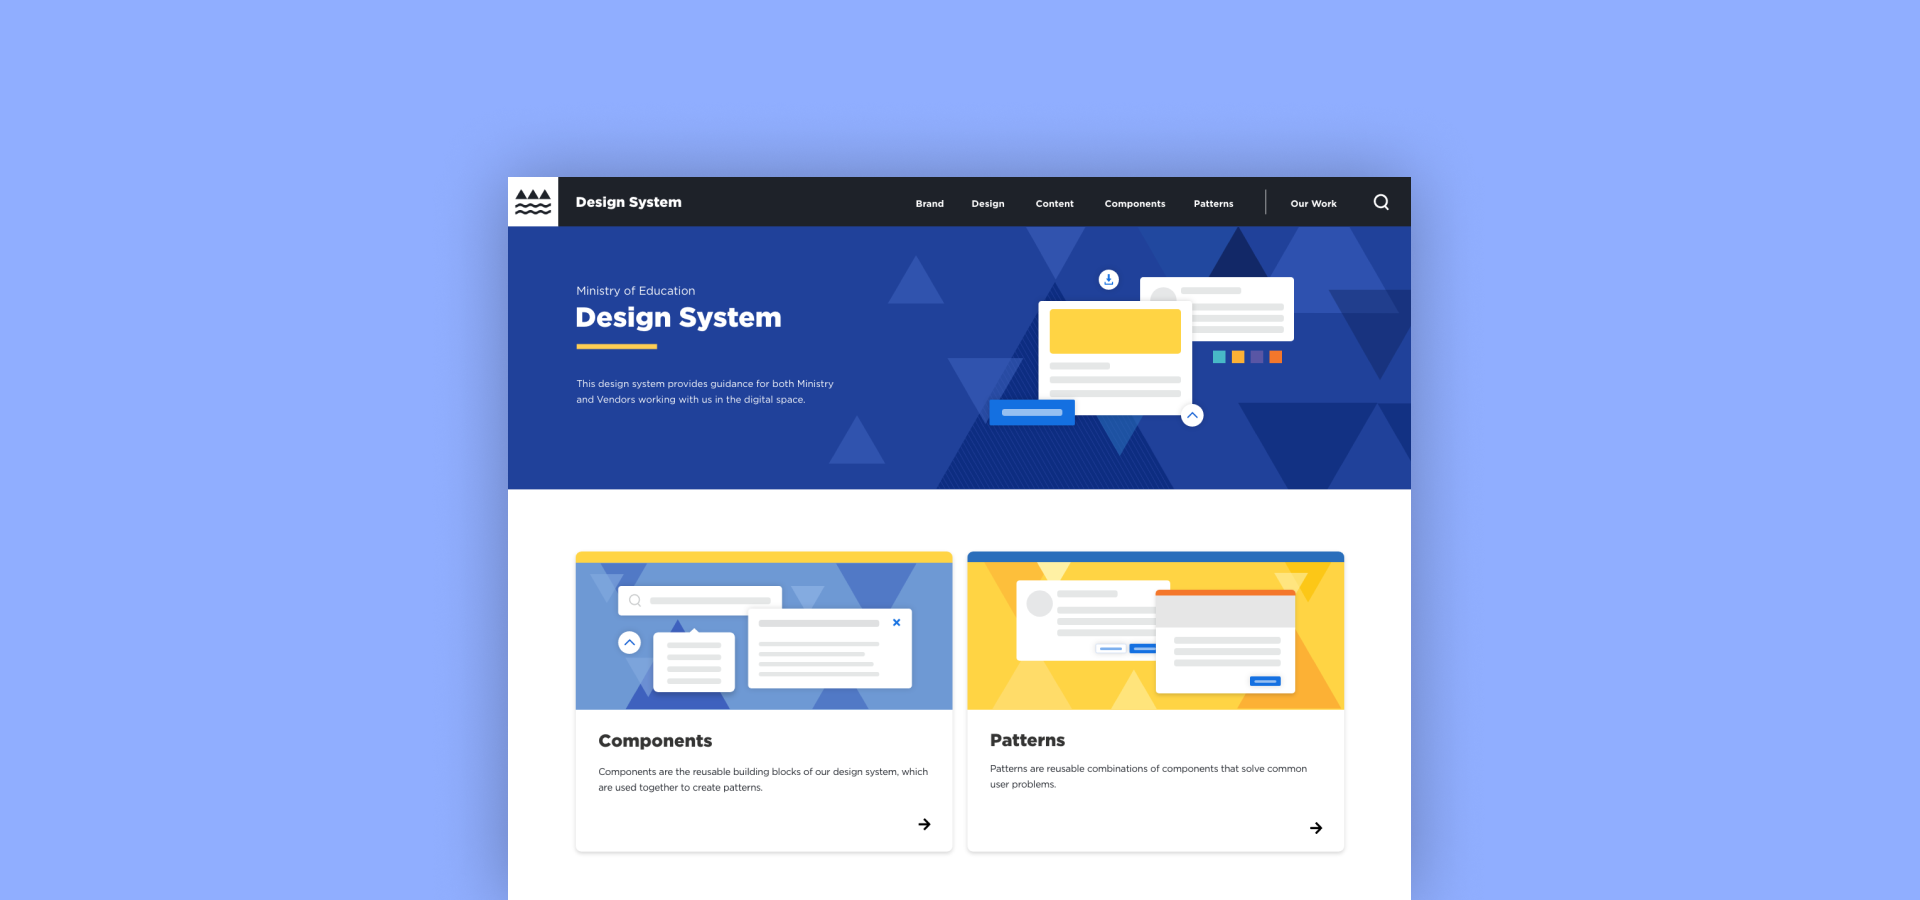 Design System
Brand
Design
Content
Components
Patterns
Our Work
Ministry of Education
Design System
This design system provides guidance for both Ministry
and Vendors working with us in the digital space.
Components
Components are the reusable building blocks of our design system, which
are used together to create patterns.
Patterns
Patterns are reusable combinations of components that solve common
user problems.